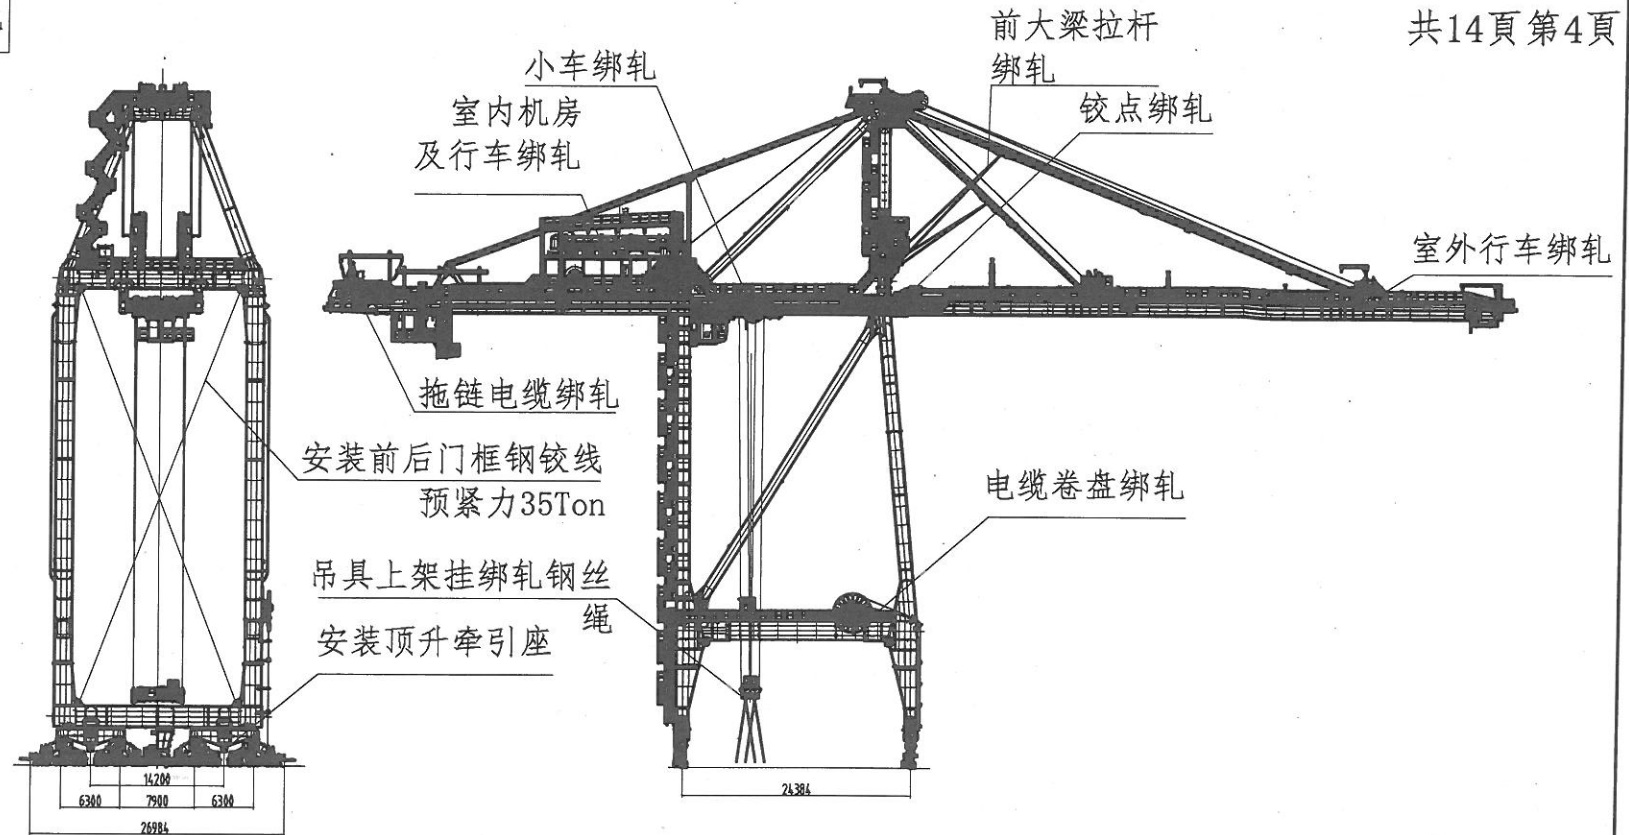 共14頁第4頁
前大梁拉杆
绑轧
小车绑轧
室内机房
及行车绑轧
铰点绑轧
室外行车绑轧
拖链电缆绑轧
安装前后门框钢铰线
预紧力35Ton
电缆卷盘绑轧
吊具上架挂绑轧钢丝
绳
安装顶升牵引座
14200
6300
7900
6300
26984
24384